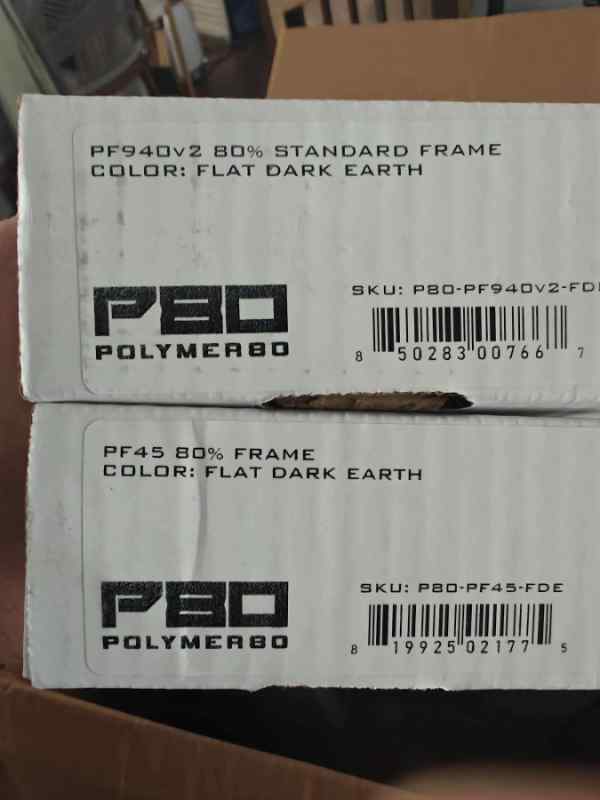 PF940v2 80% STANDARD FRAME
COLOR: FLAT DARK EARTH
P80
POLYMER80
SKU: P80-PF940v2-FDE
8 50283 00766 7
PF45 80% FRAME
COLOR: FLAT DARK EARTH
P80
POLYMER80
SKU: P80-PF45-FDE
8 19925 02177 5